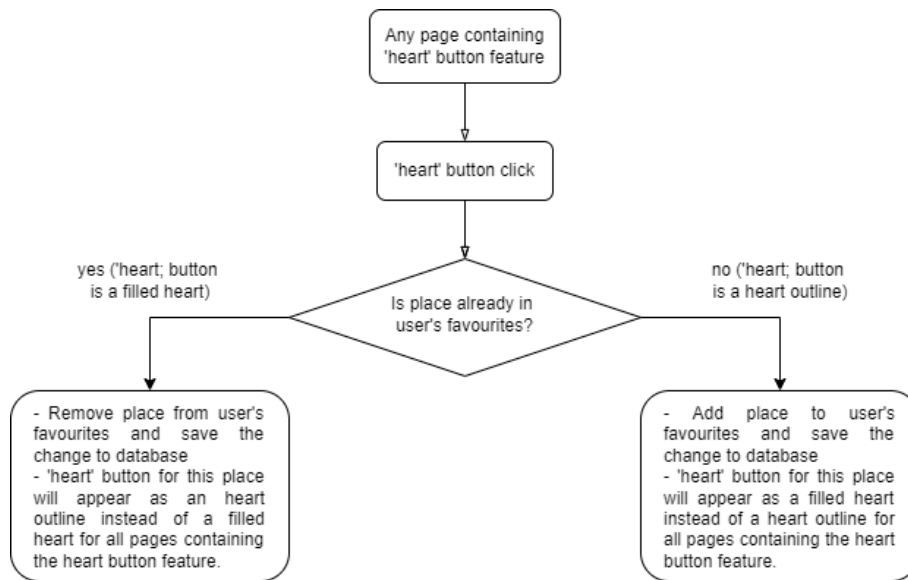 Any page containing
'heart' button feature
'heart' button click
yes ('heart; button
is a filled heart)
no ('heart; button
is a heart outline)
Is place already in
user's favourites?
- Remove place from user's
favourites and save the
change to database
- 'heart' button for this place
will appear as an heart
outline instead of a filled
heart for all pages containing
the heart button feature.
- Add place to user's
favourites and save the
change to database
- 'heart' button for this place
will appear as a filled heart
instead of a heart outline for
all pages containing the heart
button feature.